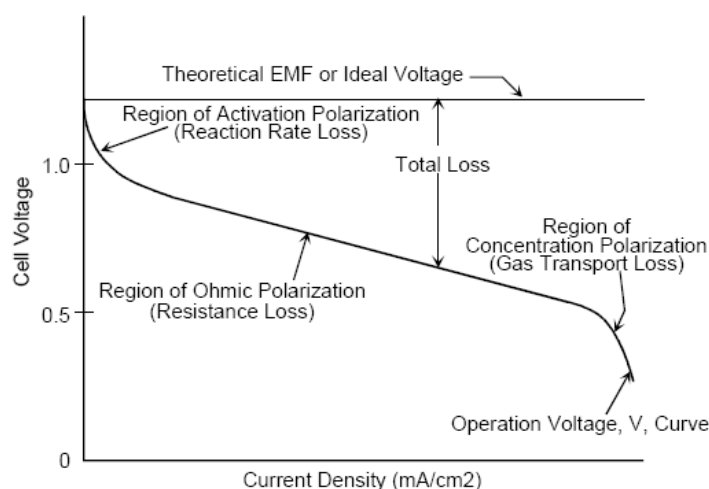 Theoretical EMF or Ideal Voltage
Region of Activation Polarization
(Reaction Rate Loss)
1.0
Total Loss
Cell Voltage
Region of
Concentration Polarization
(Gas Transport Loss)
Region of Ohmic Polarization
(Resistance Loss)
0.5
Operation Voltage, V, Curve
0
Current Density (mA/cm2)